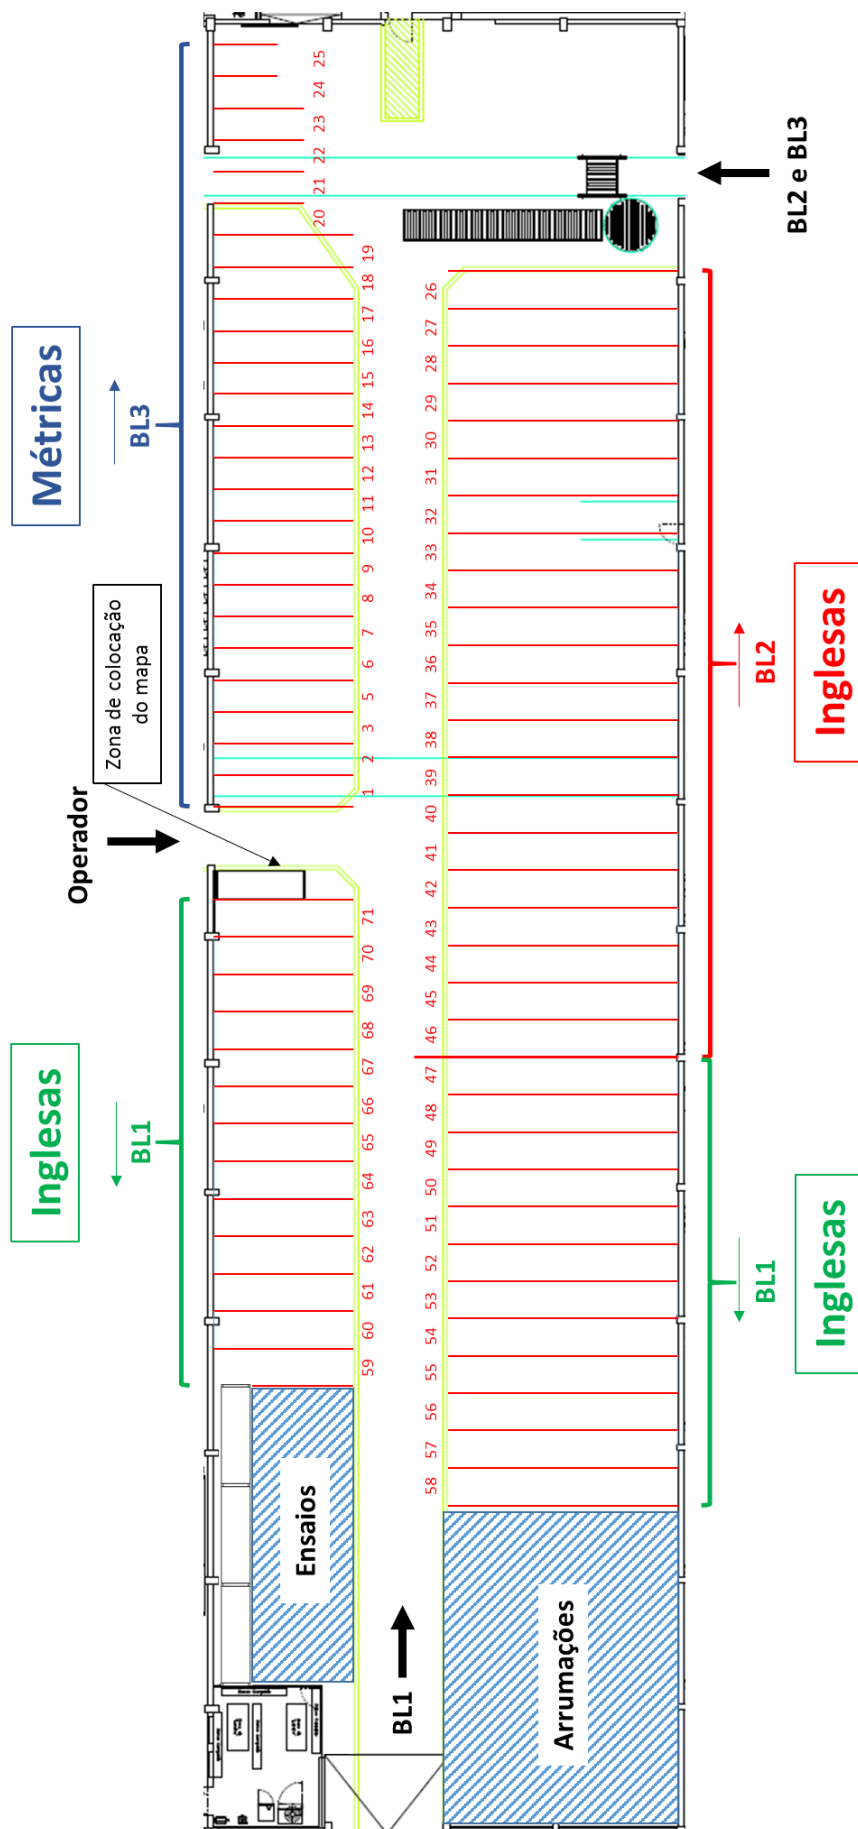 Inglesas
Métricas
BL1
BL3
Operador
Zona de colocação
do mapa
59 60 61 62 63 64 65 66 67 68 69 70 71
1 2 3 5 6 7 8 9 10 11 12 13 14 15 16 17 18 19 20 21 22 23 24 25
Ensaios
BL1
58 57 56 55 54 53 52 51 50 49 48 47 46 45 44 43 42 41 40 39 38 37 36 35 34 33 32 31 30 29 28 27 26
Arrumações
BL1
BL2
BL2 e BL3
Inglesas
Inglesas